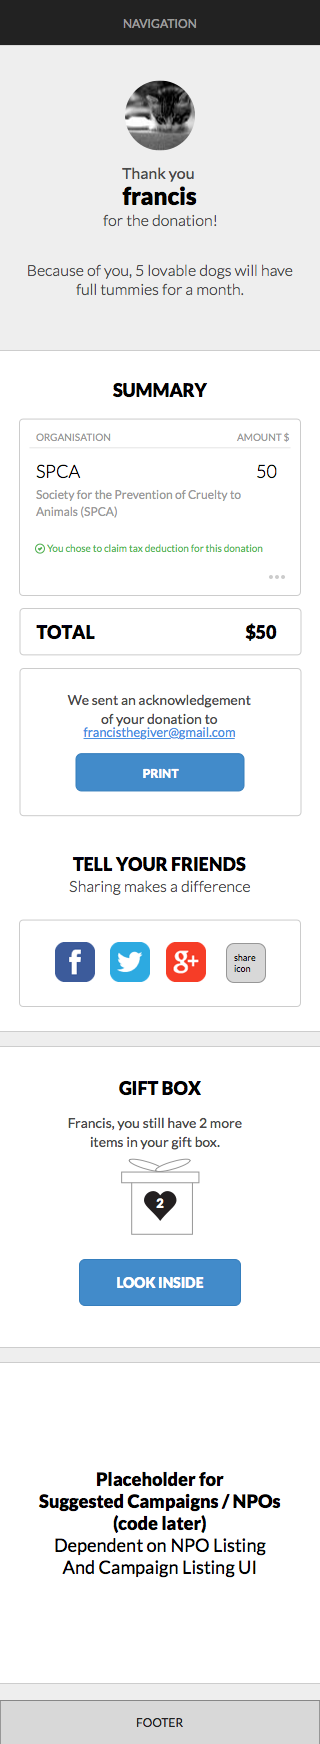 NAVIGATION
Thank you
francis
for the donation!
Because of you, 5 lovable dogs will have
full tummies for a month.
SUMMARY
ORGANISATION AMOUNT $
SPCA 50
Society for the Prevention of Cruelty to
Animals (SPCA)
You chose to claim tax deduction for this donation
TOTAL $50
We sent an acknowledgement
of your donation to
francisthegiver@gmail.com
PRINT
TELL YOUR FRIENDS
Sharing makes a difference
f g+ share
icon
GIFT BOX
Francis, you still have 2 more
items in your gift box.
2
LOOK INSIDE
Placeholder for
Suggested Campaigns / NPOs
(code later)
Dependent on NPO Listing
And Campaign Listing UI
FOOTER